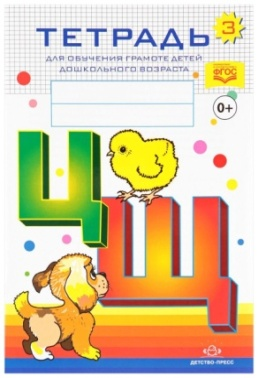 ТЕТРАДЬ 3
ДЛЯ ОБУЧЕНИЯ ГРАМОТЕ ДЕТЕЙ
ДОШКОЛЬНОГО ВОЗРАСТА
ФГОС
0+
Ц
Щ
ДЕТСТВО-ПРЕСС